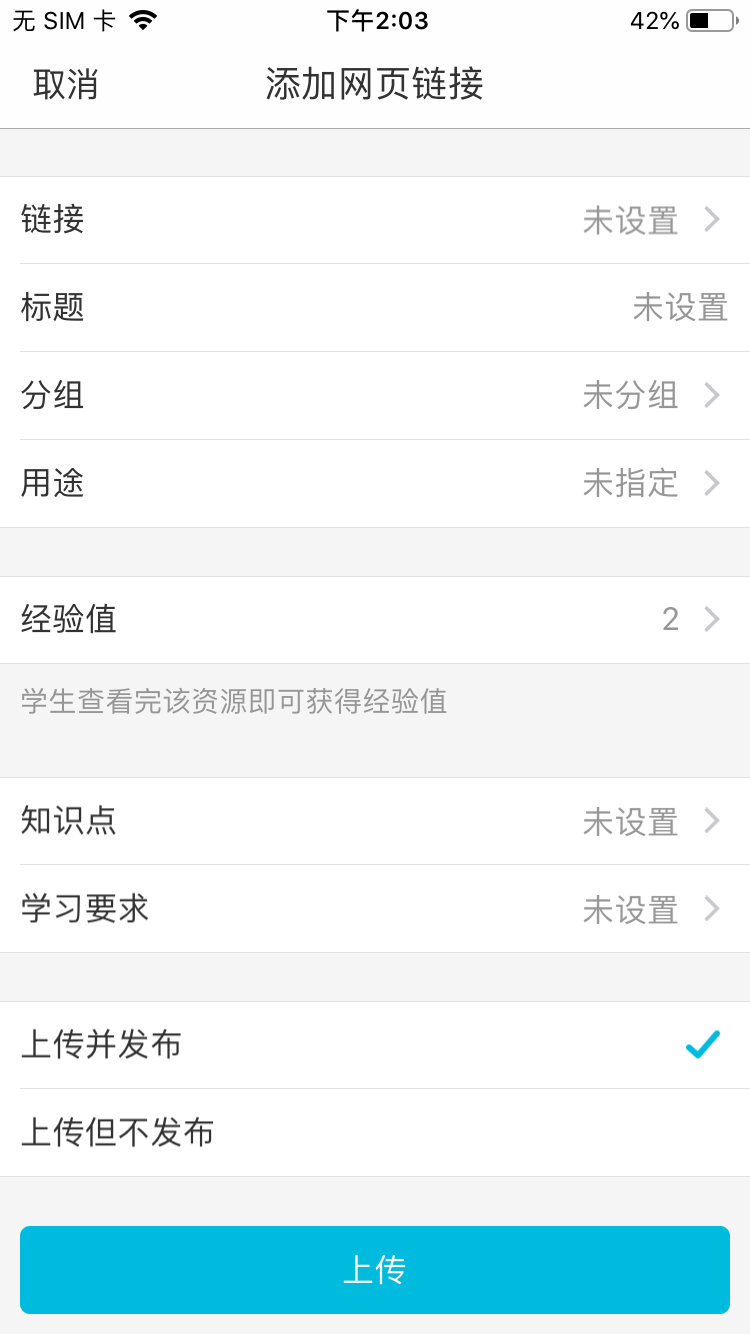 无 SIM 卡 下午2:03 42%
取消 添加网页链接
链接 未设置
标题 未设置
分组 未分组
用途 未指定
经验值 2
学生查看完该资源即可获得经验值
知识点 未设置
学习要求 未设置
上传并发布
上传但不发布
上传